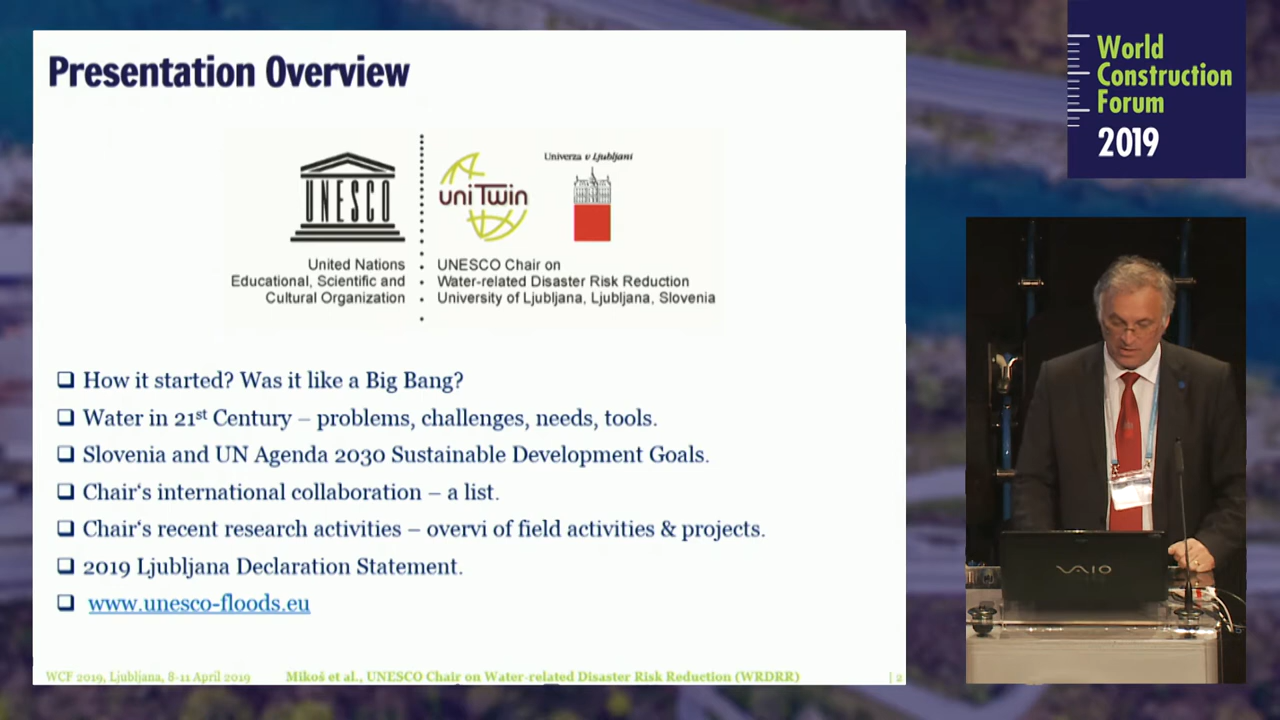 Presentation Overview
UNESCO
uniTwin
Univerza v Ljubljani
United Nations
Educational, Scientific and
Cultural Organization
UNESCO Chair on
Water-related Disaster Risk Reduction
University of Ljubljana, Ljubljana, Slovenia
How it started? Was it like a Big Bang?
Water in 21st Century – problems, challenges, needs, tools.
Slovenia and UN Agenda 2030 Sustainable Development Goals.
Chair‘s international collaboration – a list.
Chair‘s recent research activities – overvi of field activities & projects.
2019 Ljubljana Declaration Statement.
www.unesco-floods.eu
WCF 2019, Ljubljana, 8-11 April 2019
Mikoš et al., UNESCO Chair on Water-related Disaster Risk Reduction (WRDRR)
| 2
World
Construction
Forum
2019
VAIO